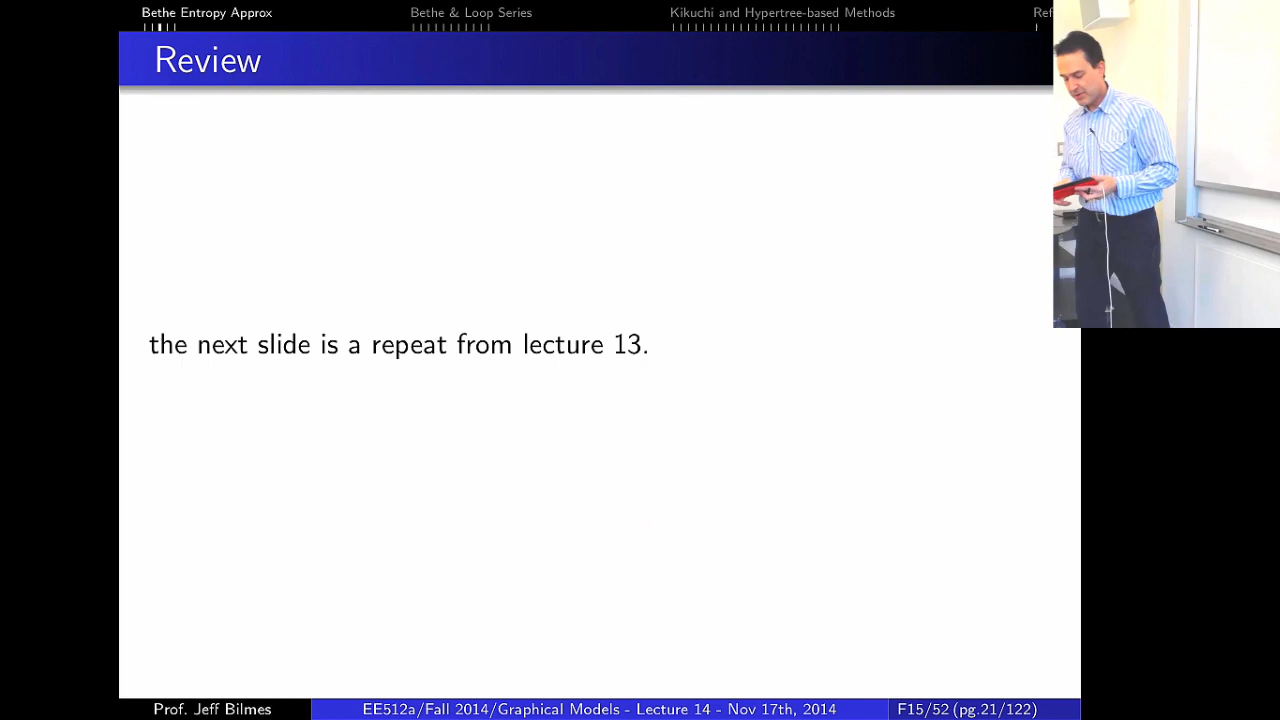 Bethe Entropy Approx
Bethe & Loop Series
Kikuchi and Hypertree-based Methods
Ref
Review
the next slide is a repeat from lecture 13.
Prof. Jeff Bilmes
EE512a/Fall 2014/Graphical Models - Lecture 14 - Nov 17th, 2014
F15/52 (pg.21/122)